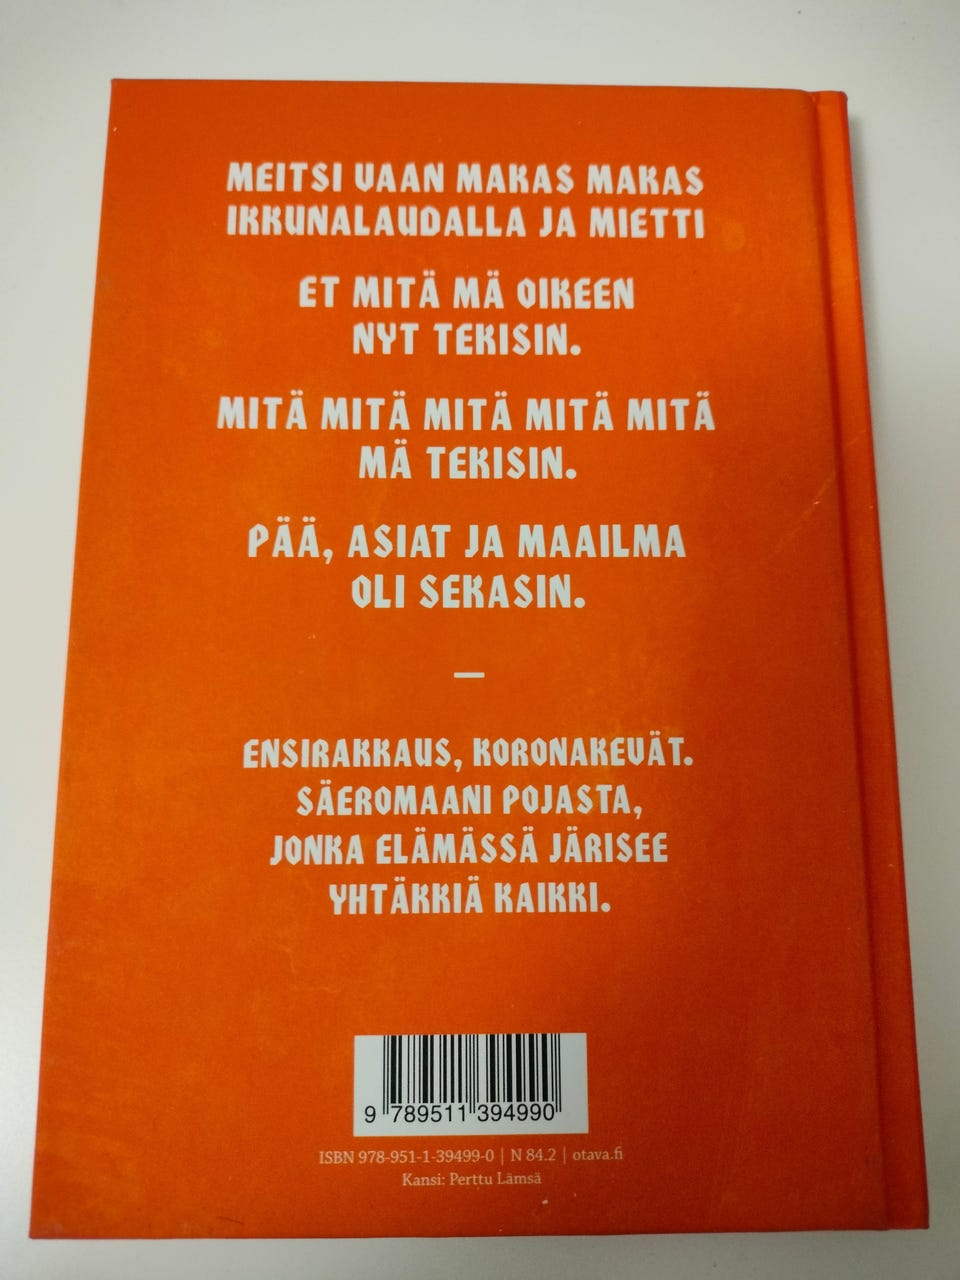 MEITSI VAAN MAKAS MAKAS
IKKUNALAUDALLA JA MIETTI
ET MITÄ MÄ OIKEEN
NYT TEKISIN.
MITÄ MITÄ MITÄ MITÄ MITÄ
MÄ TEKISIN.
PÄÄ, ASIAT JA MAAILMA
OLI SEKASIN.
—
ENSIRAKKAUS, KORONAKEVÄT.
SÄEROMAANI POJASTA,
JONKA ELÄMÄSSÄ JÄRISEE
YHTÄKKIÄ KAIKKI.
9 789511 394990
ISBN 978-951-1-39499-0 | N 84.2 | otava.fi
Kansi: Perttu Lämsä